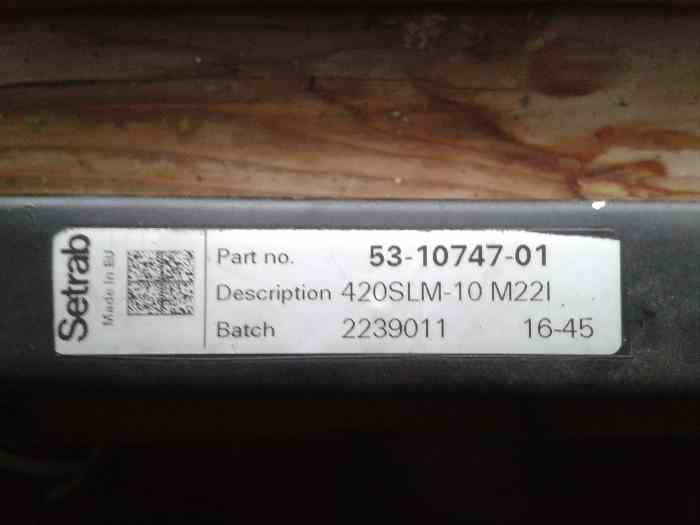 Setrab
Made in EU
Part no. 53-10747-01
Description 420SLM-10 M22I
Batch 2239011 16-45